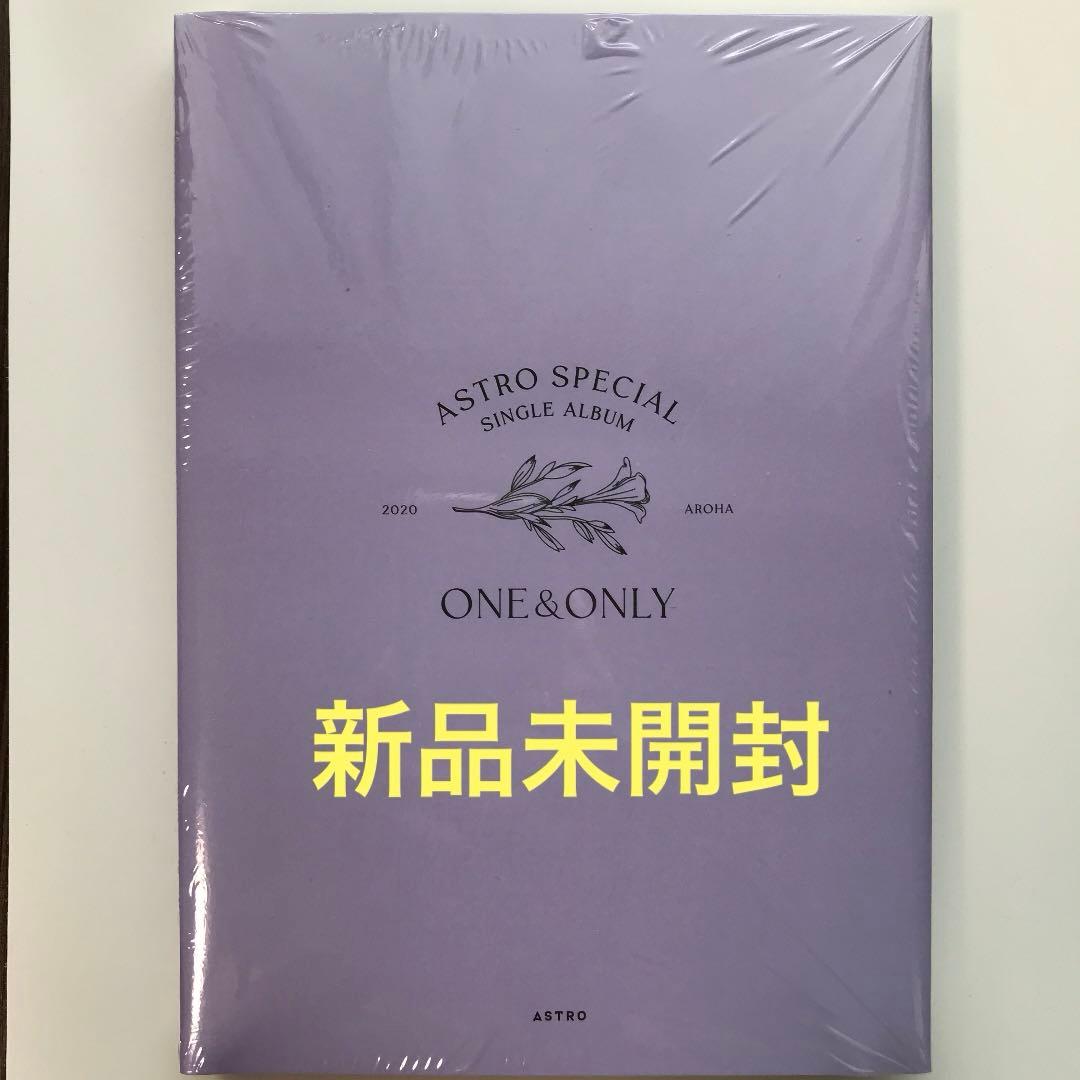 ASTRO SPECIAL
SINGLE ALBUM
2020 AROHA
ONE&ONLY
新品未開封
ASTRO